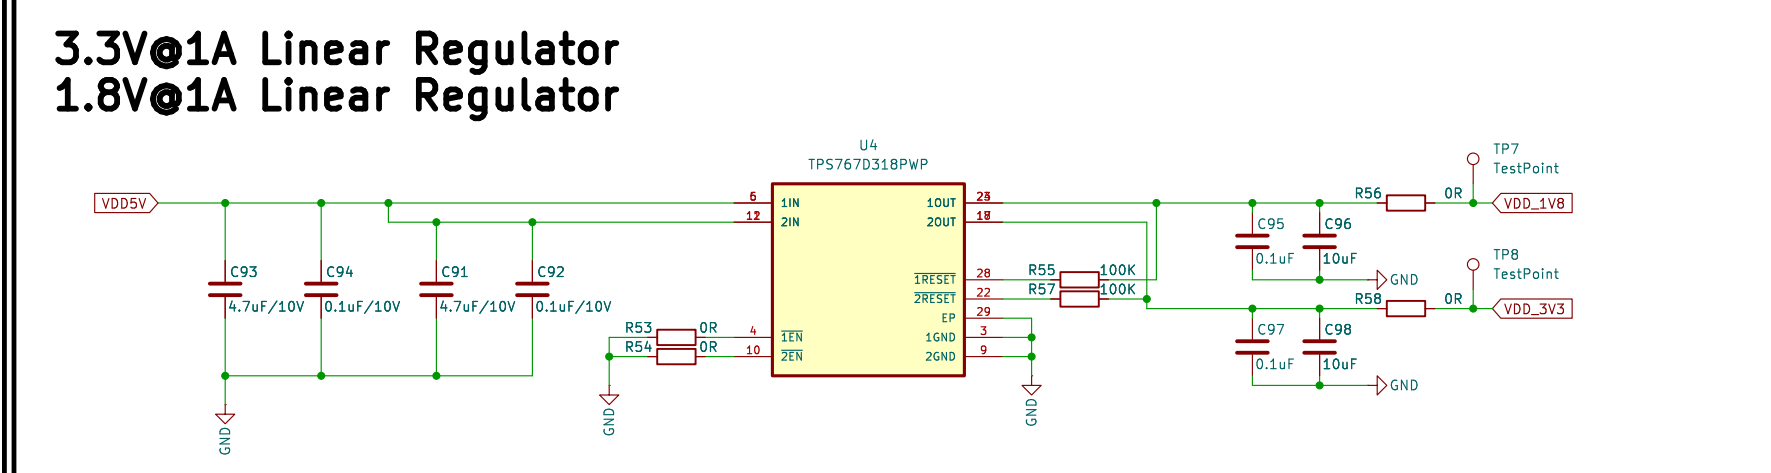 3.3V@1A Linear Regulator
1.8V@1A Linear Regulator
U4
TPS767D318PWP
VDD5V
1IN
12
2IN
1OUT
2OUT
28
1RESET
22
2RESET
29
EP
3
1GND
9
2GND
4
1EN
10
2EN
C93
4.7uF/10V
C94
0.1uF/10V
C91
4.7uF/10V
C92
0.1uF/10V
R53 0R
R54 0R
R55 100K
R57 100K
GND
GND
GND
C95
0.1uF
C96
10uF
GND
R56 0R
TP7
TestPoint
VDD_1V8
C97
0.1uF
C98
10uF
GND
R58 0R
TP8
TestPoint
VDD_3V3